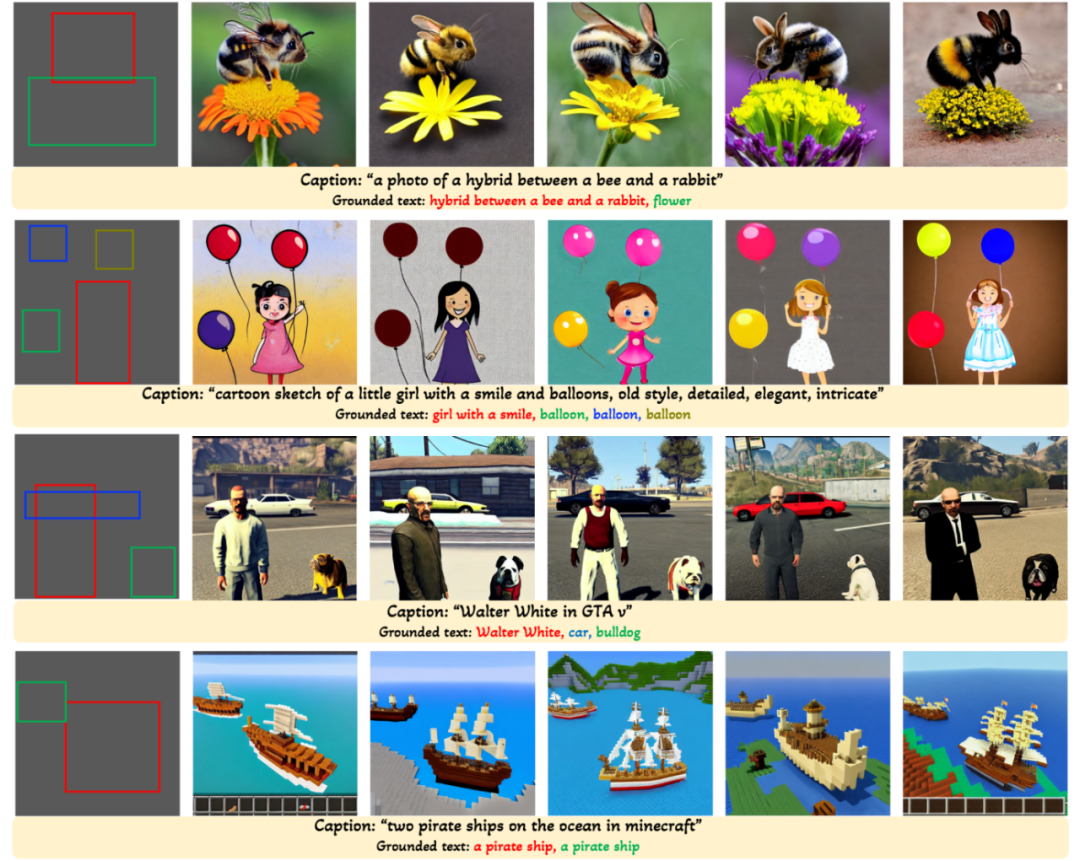 Caption: “a photo of a hybrid between a bee and a rabbit”
Grounded text: hybrid between a bee and a rabbit, flower
Caption: “cartoon sketch of a little girl with a smile and balloons, old style, detailed, elegant, intricate”
Grounded text: girl with a smile, balloon, balloon, balloon
Caption: “Walter White in GTA v”
Grounded text: Walter White, car, bulldog
Caption: “two pirate ships on the ocean in minecraft”
Grounded text: a pirate ship, a pirate ship